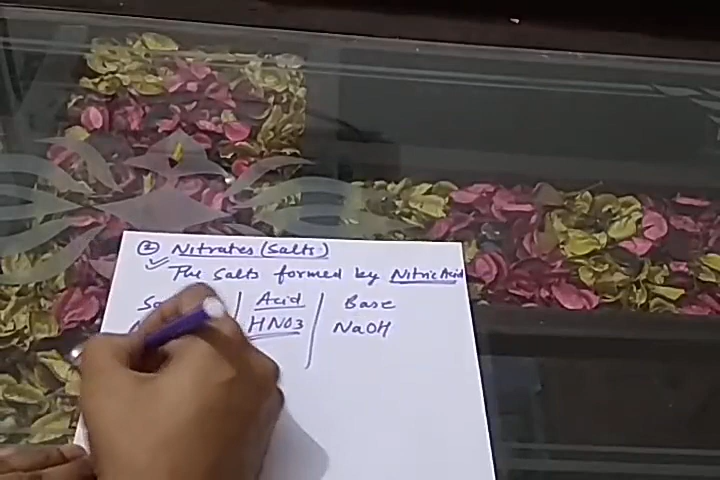 ② Nitrates (Salts)
✓ The Salts formed by Nitric Acid
Acid | Base
HNO3 NaOH